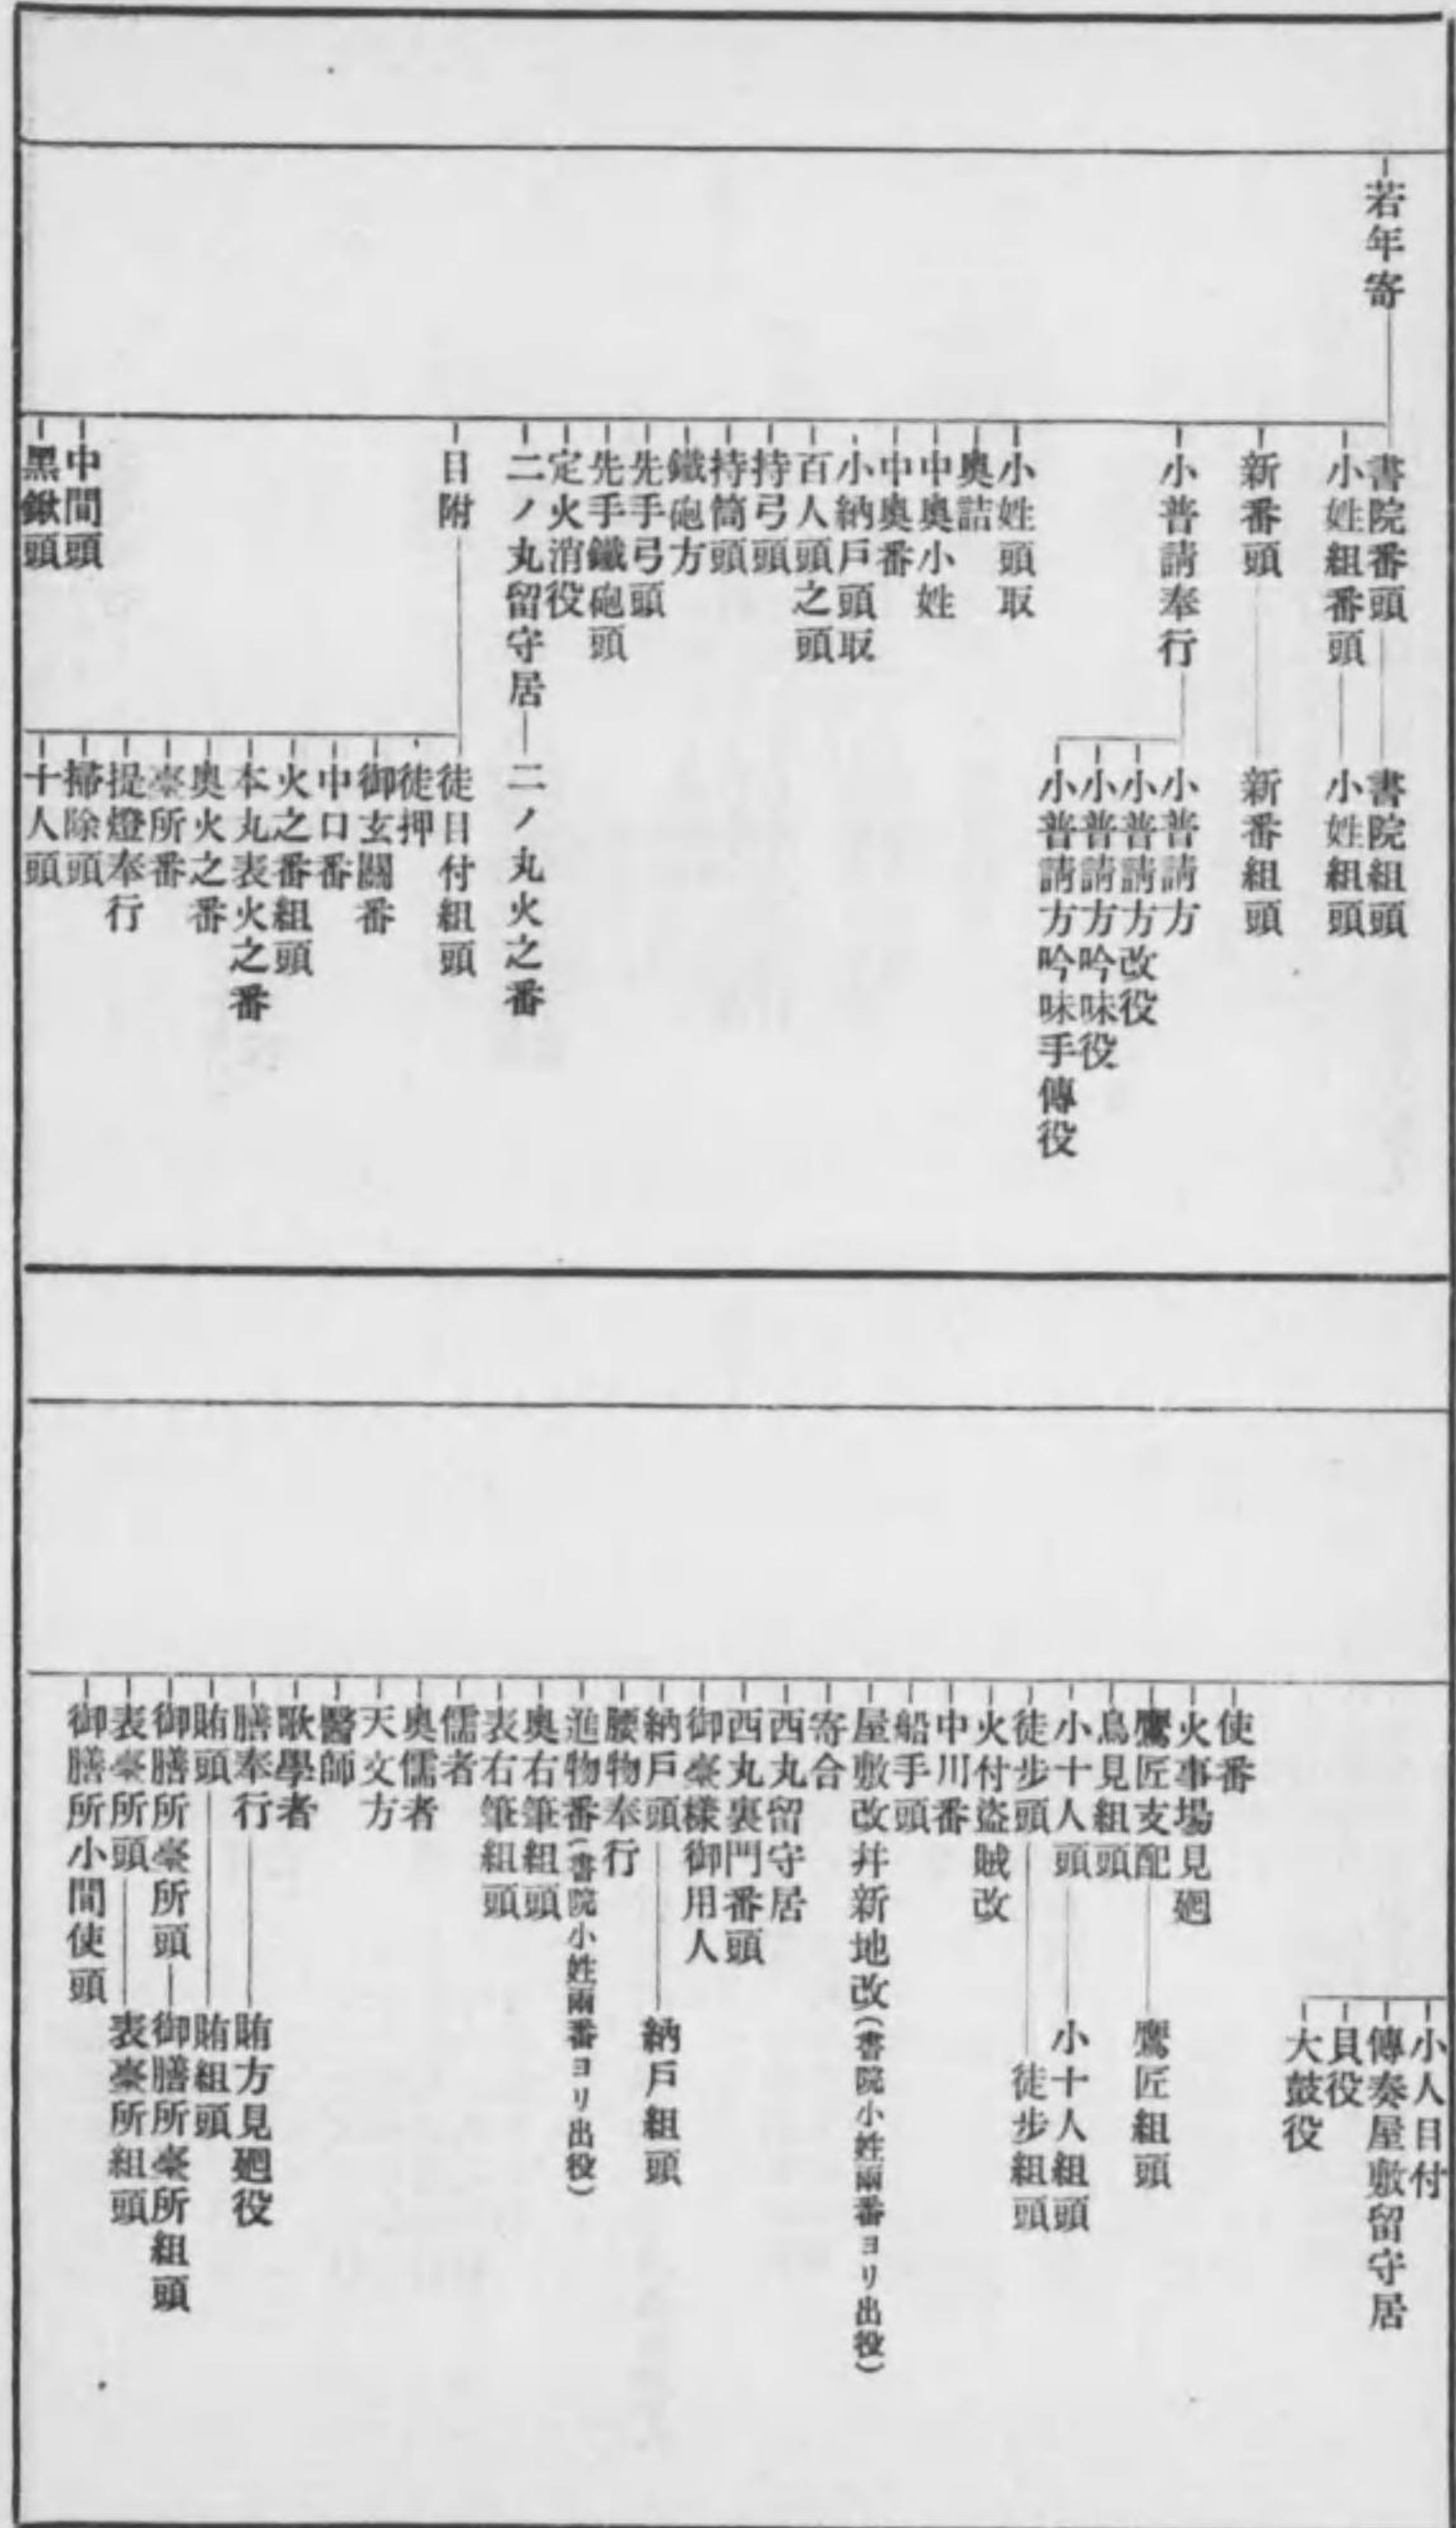 若年寄
書院番頭
書院組頭
小姓組番頭
小姓組頭
新番頭
新番組頭
小普請奉行
小普請方
小普請方改役
小普請方吟味役
小普請方吟味手傳役
小姓頭取
奥詰
中奥小姓
中奥番
小納戸頭取
百人頭之頭
持弓頭
持筒頭
鐵砲方
先手弓頭
先手鐵砲頭
定火消役
二ノ丸留守居
二ノ丸火之番
目附
徒目付組頭
徒押
御玄關番
中口番
火之番組頭
本丸表火之番
奥火之番
臺所番
提燈奉行
掃除頭
十人頭
中間頭
黑鍬頭
小人目付
傳奏屋敷留守居
貝役
大鼓役
使番
火事場見廻
鷹匠支配
鷹匠組頭
鳥見組頭
小十人頭
小十人組頭
徒步頭
徒步組頭
火付盗賊改
中川番
船手頭
屋敷改幷新地改(書院小姓兩番ヨリ出役)
寄合
西丸留守居
西丸裏門番頭
御臺樣御用人
納戸頭
納戸組頭
腰物奉行
進物番(書院小姓兩番ヨリ出役)
奥右筆組頭
表右筆組頭
儒者
奥儒者
天文方
醫師
歌學者
膳奉行
賄方見廻役
賄頭
賄組頭
御膳所臺所頭
御膳所臺所組頭
表臺所頭
表臺所組頭
御膳所小間使頭